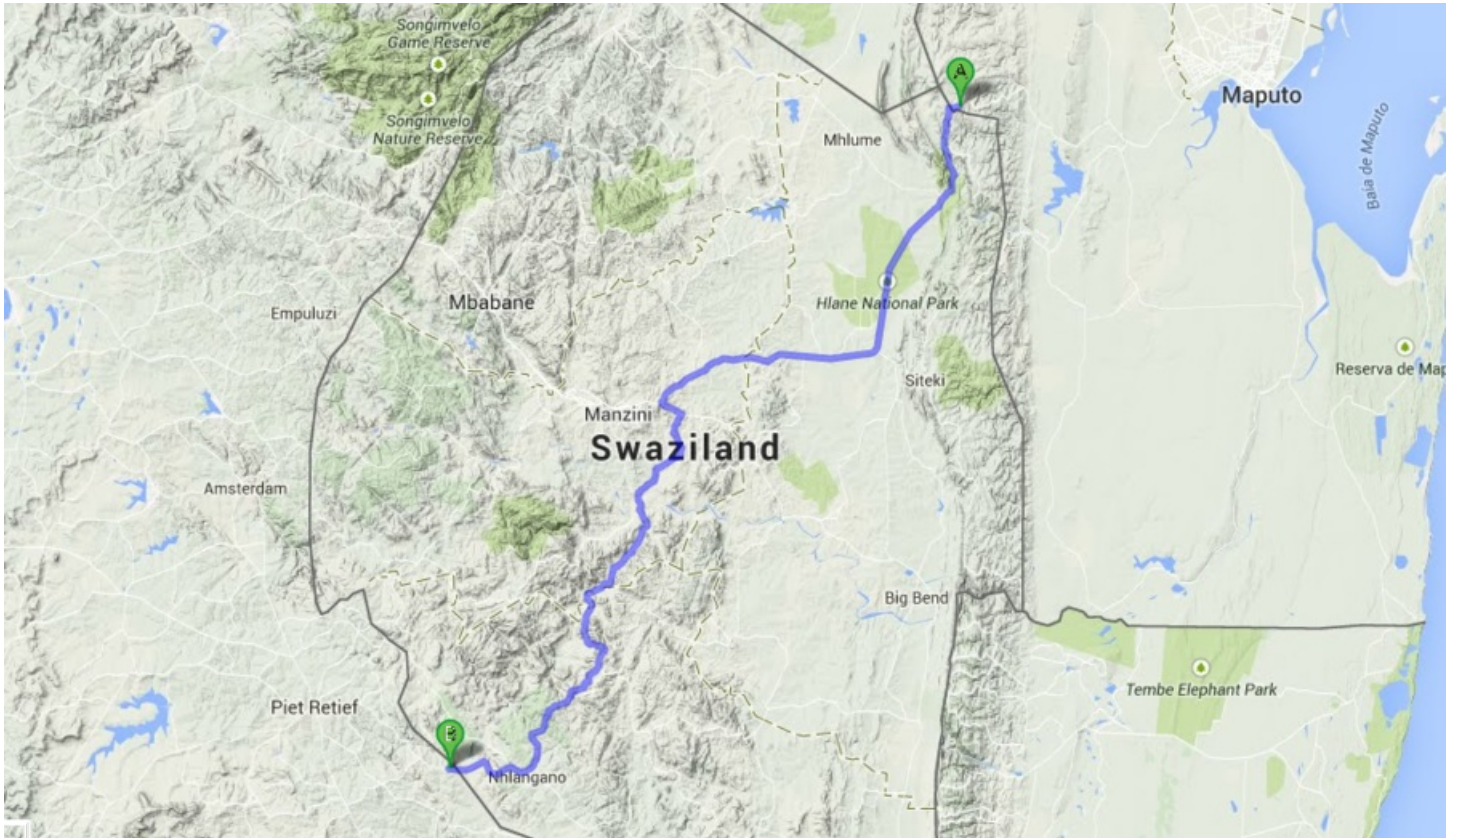 Songimvelo
Game Reserve
Songimvelo
Nature Reserve
A
Maputo
Baia de Maputo
Mhlume
Mbabane
Empuluzi
Hlane National Park
Reserva de Map
Siteki
Manzini
Swaziland
Amsterdam
Big Bend
Tembe Elephant Park
Piet Retief
B
Nhlangano